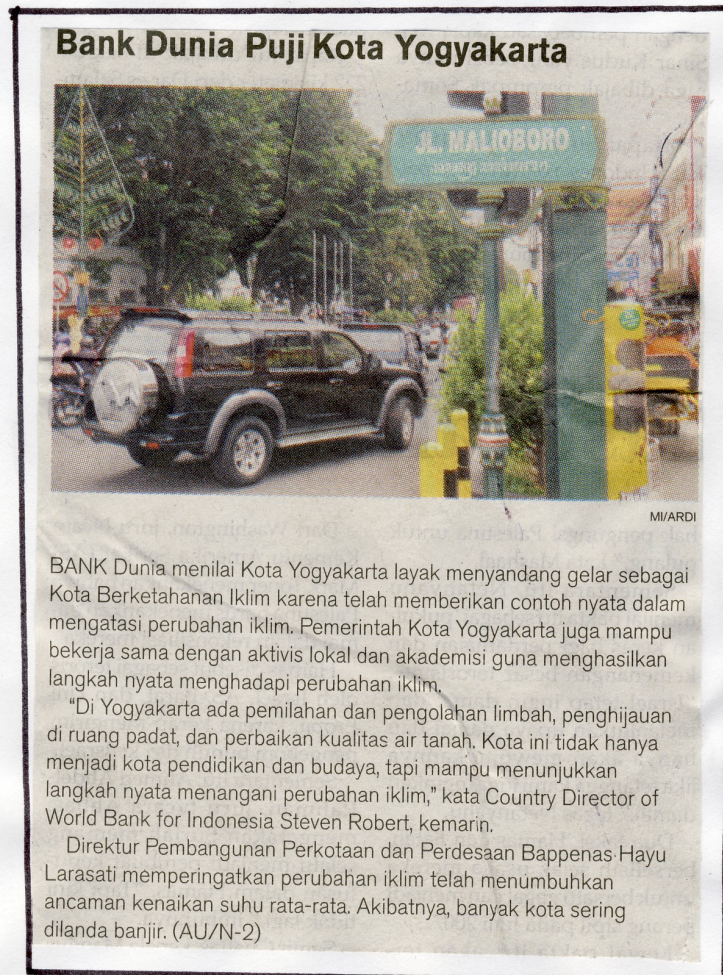 Bank Dunia Puji Kota Yogyakarta
JL. MALIOBORO
MI/ARDI
BANK Dunia menilai Kota Yogyakarta layak menyandang gelar sebagai
Kota Berketahanan Iklim karena telah memberikan contoh nyata dalam
mengatasi perubahan iklim. Pemerintah Kota Yogyakarta juga mampu
bekerja sama dengan aktivis lokal dan akademisi guna menghasilkan
langkah nyata menghadapi perubahan iklim.
"Di Yogyakarta ada pemilahan dan pengolahan limbah, penghijauan
di ruang padat, dan perbaikan kualitas air tanah. Kota ini tidak hanya
menjadi kota pendidikan dan budaya, tapi mampu menunjukkan
langkah nyata menangani perubahan iklim," kata Country Director of
World Bank for Indonesia Steven Robert, kemarin.
Direktur Pembangunan Perkotaan dan Perdesaan Bappenas Hayu
Larasati memperingatkan perubahan iklim telah menumbuhkan
ancaman kenaikan suhu rata-rata. Akibatnya, banyak kota sering
dilanda banjir. (AU/N-2)